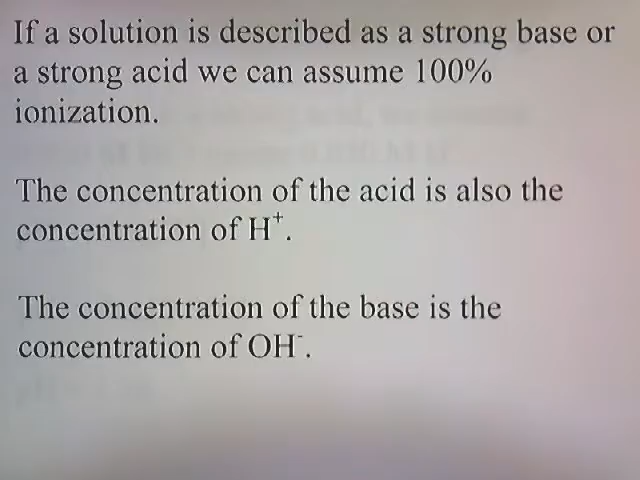 If a solution is described as a strong base or
a strong acid we can assume 100%
ionization.
The concentration of the acid is also the
concentration of H⁺.
The concentration of the base is the
concentration of OH⁻.